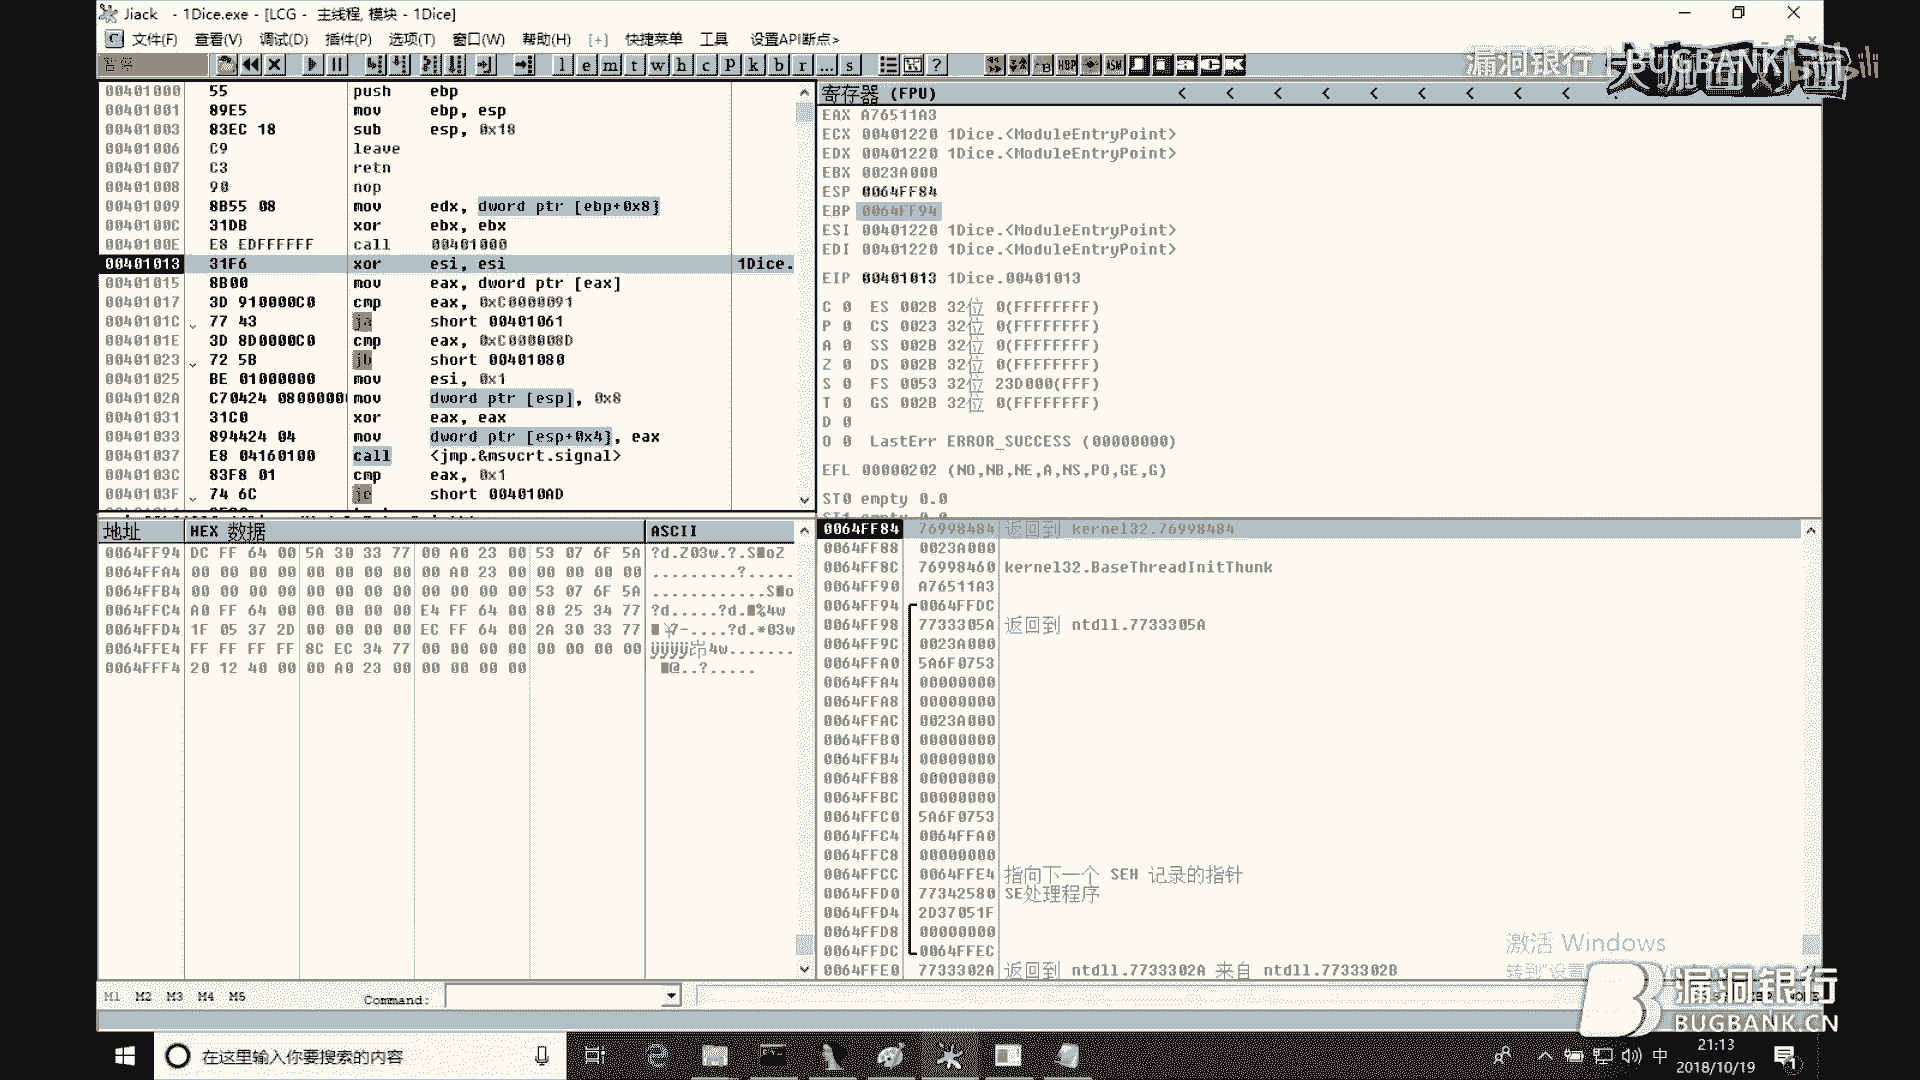 Jiack - 1Dice.exe - [LCG - 主线程, 模块 - 1Dice]
文件(F) 查看(V) 调试(D) 插件(P) 选项(T) 窗口(W) 帮助(H) [+] 快捷菜单 工具 设置API断点>
暂停 l e m t w h c P k b r ... s ?
漏洞银行 BUGBANK
00401000 55 push ebp
00401001 89E5 mov ebp, esp
00401003 83EC 18 sub esp, 0x18
00401006 C9 leave
00401007 C3 retn
00401008 90 nop
00401009 8B55 08 mov edx, dword ptr [ebp+0x8]
0040100C 31DB xor ebx, ebx
0040100E E8 EDFFFFFF call 00401000
00401013 31F6 xor esi, esi 1Dice.
00401015 8B00 mov eax, dword ptr [eax]
00401017 3D 910000C0 cmp eax, 0xC0000091
0040101C 77 43 ja short 00401061
0040101E 3D 8D0000C0 cmp eax, 0xC000008D
00401023 72 5B jb short 00401080
00401025 BE 01000000 mov esi, 0x1
0040102A C70424 0800000 mov dword ptr [esp], 0x8
00401031 31C0 xor eax, eax
00401033 894424 04 mov dword ptr [esp+0x4], eax
00401037 E8 04160100 call <jmp.&msvcrt.signal>
0040103C 83F8 01 cmp eax, 0x1
0040103F 74 6C je short 004010AD
寄存器 (FPU) < < < < < < < < <
EAX A76511A3
ECX 00401220 1Dice.<ModuleEntryPoint>
EDX 00401220 1Dice.<ModuleEntryPoint>
EBX 0023A000
ESP 0064FF84
EBP 0064FF94
ESI 00401220 1Dice.<ModuleEntryPoint>
EDI 00401220 1Dice.<ModuleEntryPoint>
EIP 00401013 1Dice.00401013
C 0 ES 002B 32位 0(FFFFFFFF)
P 0 CS 0023 32位 0(FFFFFFFF)
A 0 SS 002B 32位 0(FFFFFFFF)
Z 0 DS 002B 32位 0(FFFFFFFF)
S 0 FS 0053 32位 23D000(FFF)
T 0 GS 002B 32位 0(FFFFFFFF)
D 0
O 0 LastErr ERROR_SUCCESS (00000000)
EFL 00000202 (NO,NB,NE,A,NS,PO,GE,G)
ST0 empty 0.0
ST1 empty 0.0
地址 HEX 数据 ASCII
0064FF94 DC FF 64 00 5A 30 33 77 00 A0 23 00 53 07 6F 5A
0064FFA4 00 00 00 00 00 00 00 00 00 A0 23 00 00 00 00 00
0064FFB4 00 00 00 00 00 00 00 00 00 00 00 00 53 07 6F 5A
0064FFC4 A0 FF 64 00 00 00 00 00 E4 FF 64 00 80 25 34 77
0064FFD4 1F 05 37 2D 00 00 00 00 EC FF 64 00 2A 30 33 77
0064FFE4 FF FF FF FF 8C EC 34 77 00 00 00 00 00 00 00 00
0064FFF4 20 12 40 00 00 A0 23 00 00 00 00 00
0064FF84 76998484 返回到 kernel32.76998484
0064FF88 0023A000
0064FF8C 76998460 kernel32.BaseThreadInitThunk
0064FF90 A76511A3
0064FF94 0064FFDC
0064FF98 7733305A 返回到 ntdll.7733305A
0064FF9C 0023A000
0064FFA0 5A6F0753
0064FFA4 00000000
0064FFA8 00000000
0064FFAC 0023A000
0064FFB0 00000000
0064FFB4 00000000
0064FFB8 00000000
0064FFBC 00000000
0064FFC0 5A6F0753
0064FFC4 0064FFA0
0064FFC8 00000000
0064FFCC 0064FFE4 指向下一个 SEH 记录的指针
0064FFD0 77342580 SE处理程序
0064FFD4 2D37051F
0064FFD8 00000000
0064FFDC 0064FFEC
0064FFE0 7733302A 返回到 ntdll.7733302A 来自 ntdll.7733302B
激活 Windows
转到"设置
M1 M2 M3 M4 M5 Command:
漏洞银行
BUGBANK.CN
在这里输入你要搜索的内容
中
21:13
2018/10/19